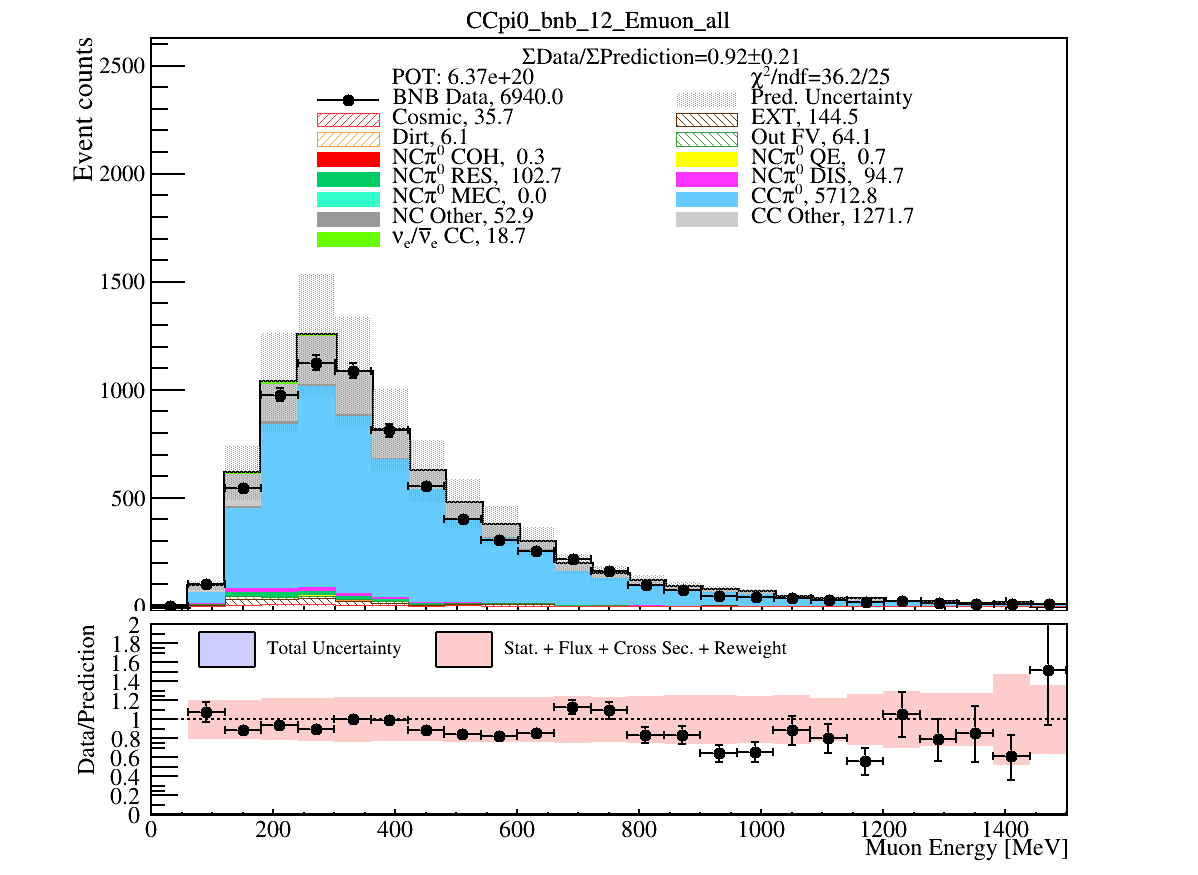 CCpi0_bnb_12_Emuon_all
ΣData/ΣPrediction=0.92±0.21
POT: 6.37e+20
χ²/ndf=36.2/25
BNB Data, 6940.0
Pred. Uncertainty
Cosmic, 35.7
EXT, 144.5
Dirt, 6.1
Out FV, 64.1
NCπ⁰ COH, 0.3
NCπ⁰ QE, 0.7
NCπ⁰ RES, 102.7
NCπ⁰ DIS, 94.7
NCπ⁰ MEC, 0.0
CCπ⁰, 5712.8
NC Other, 52.9
CC Other, 1271.7
νₑ/ν̅ₑ CC, 18.7
Event counts
2500
2000
1500
1000
500
0
Total Uncertainty
Stat. + Flux + Cross Sec. + Reweight
Data/Prediction
2
1.8
1.6
1.4
1.2
1
0.8
0.6
0.4
0.2
0
0 200 400 600 800 1000 1200 1400
Muon Energy [MeV]